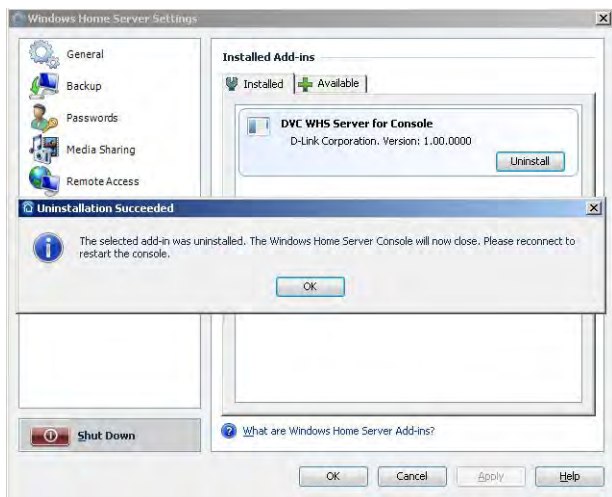 Windows Home Server Settings
General
Backup
Passwords
Media Sharing
Remote Access
Installed Add-ins
Installed
Available
DVC WHS Server for Console
D-Link Corporation. Version: 1.00.0000
Uninstall
Uninstallation Succeeded
The selected add-in was uninstalled. The Windows Home Server Console will now close. Please reconnect to
restart the console.
OK
Shut Down
What are Windows Home Server Add-ins?
OK
Cancel
Apply
Help